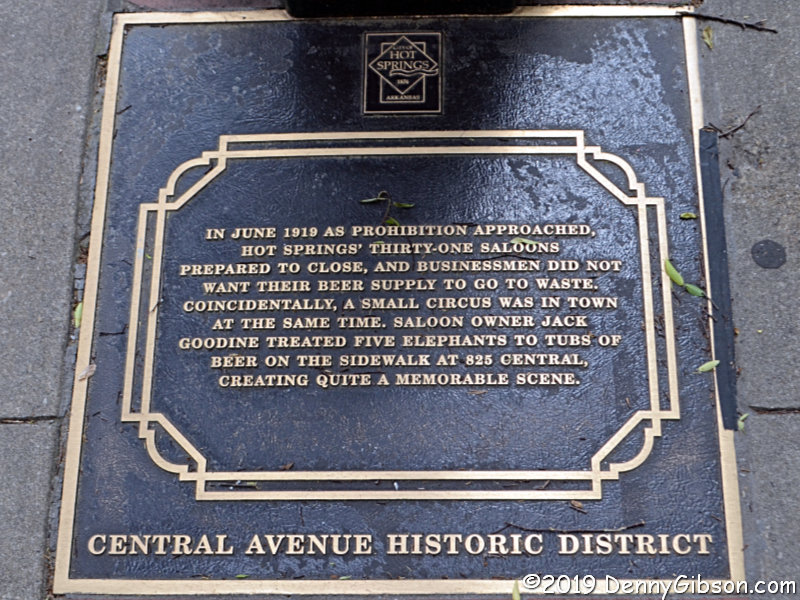 CITY OF
HOT
SPRINGS
ARKANSAS
IN JUNE 1919 AS PROHIBITION APPROACHED,
HOT SPRINGS' THIRTY-ONE SALOONS
PREPARED TO CLOSE, AND BUSINESSMEN DID NOT
WANT THEIR BEER SUPPLY TO GO TO WASTE.
COINCIDENTALLY, A SMALL CIRCUS WAS IN TOWN
AT THE SAME TIME. SALOON OWNER JACK
GOODINE TREATED FIVE ELEPHANTS TO TUBS OF
BEER ON THE SIDEWALK AT 825 CENTRAL,
CREATING QUITE A MEMORABLE SCENE.
CENTRAL AVENUE HISTORIC DISTRICT
©2019 DennyGibson.com